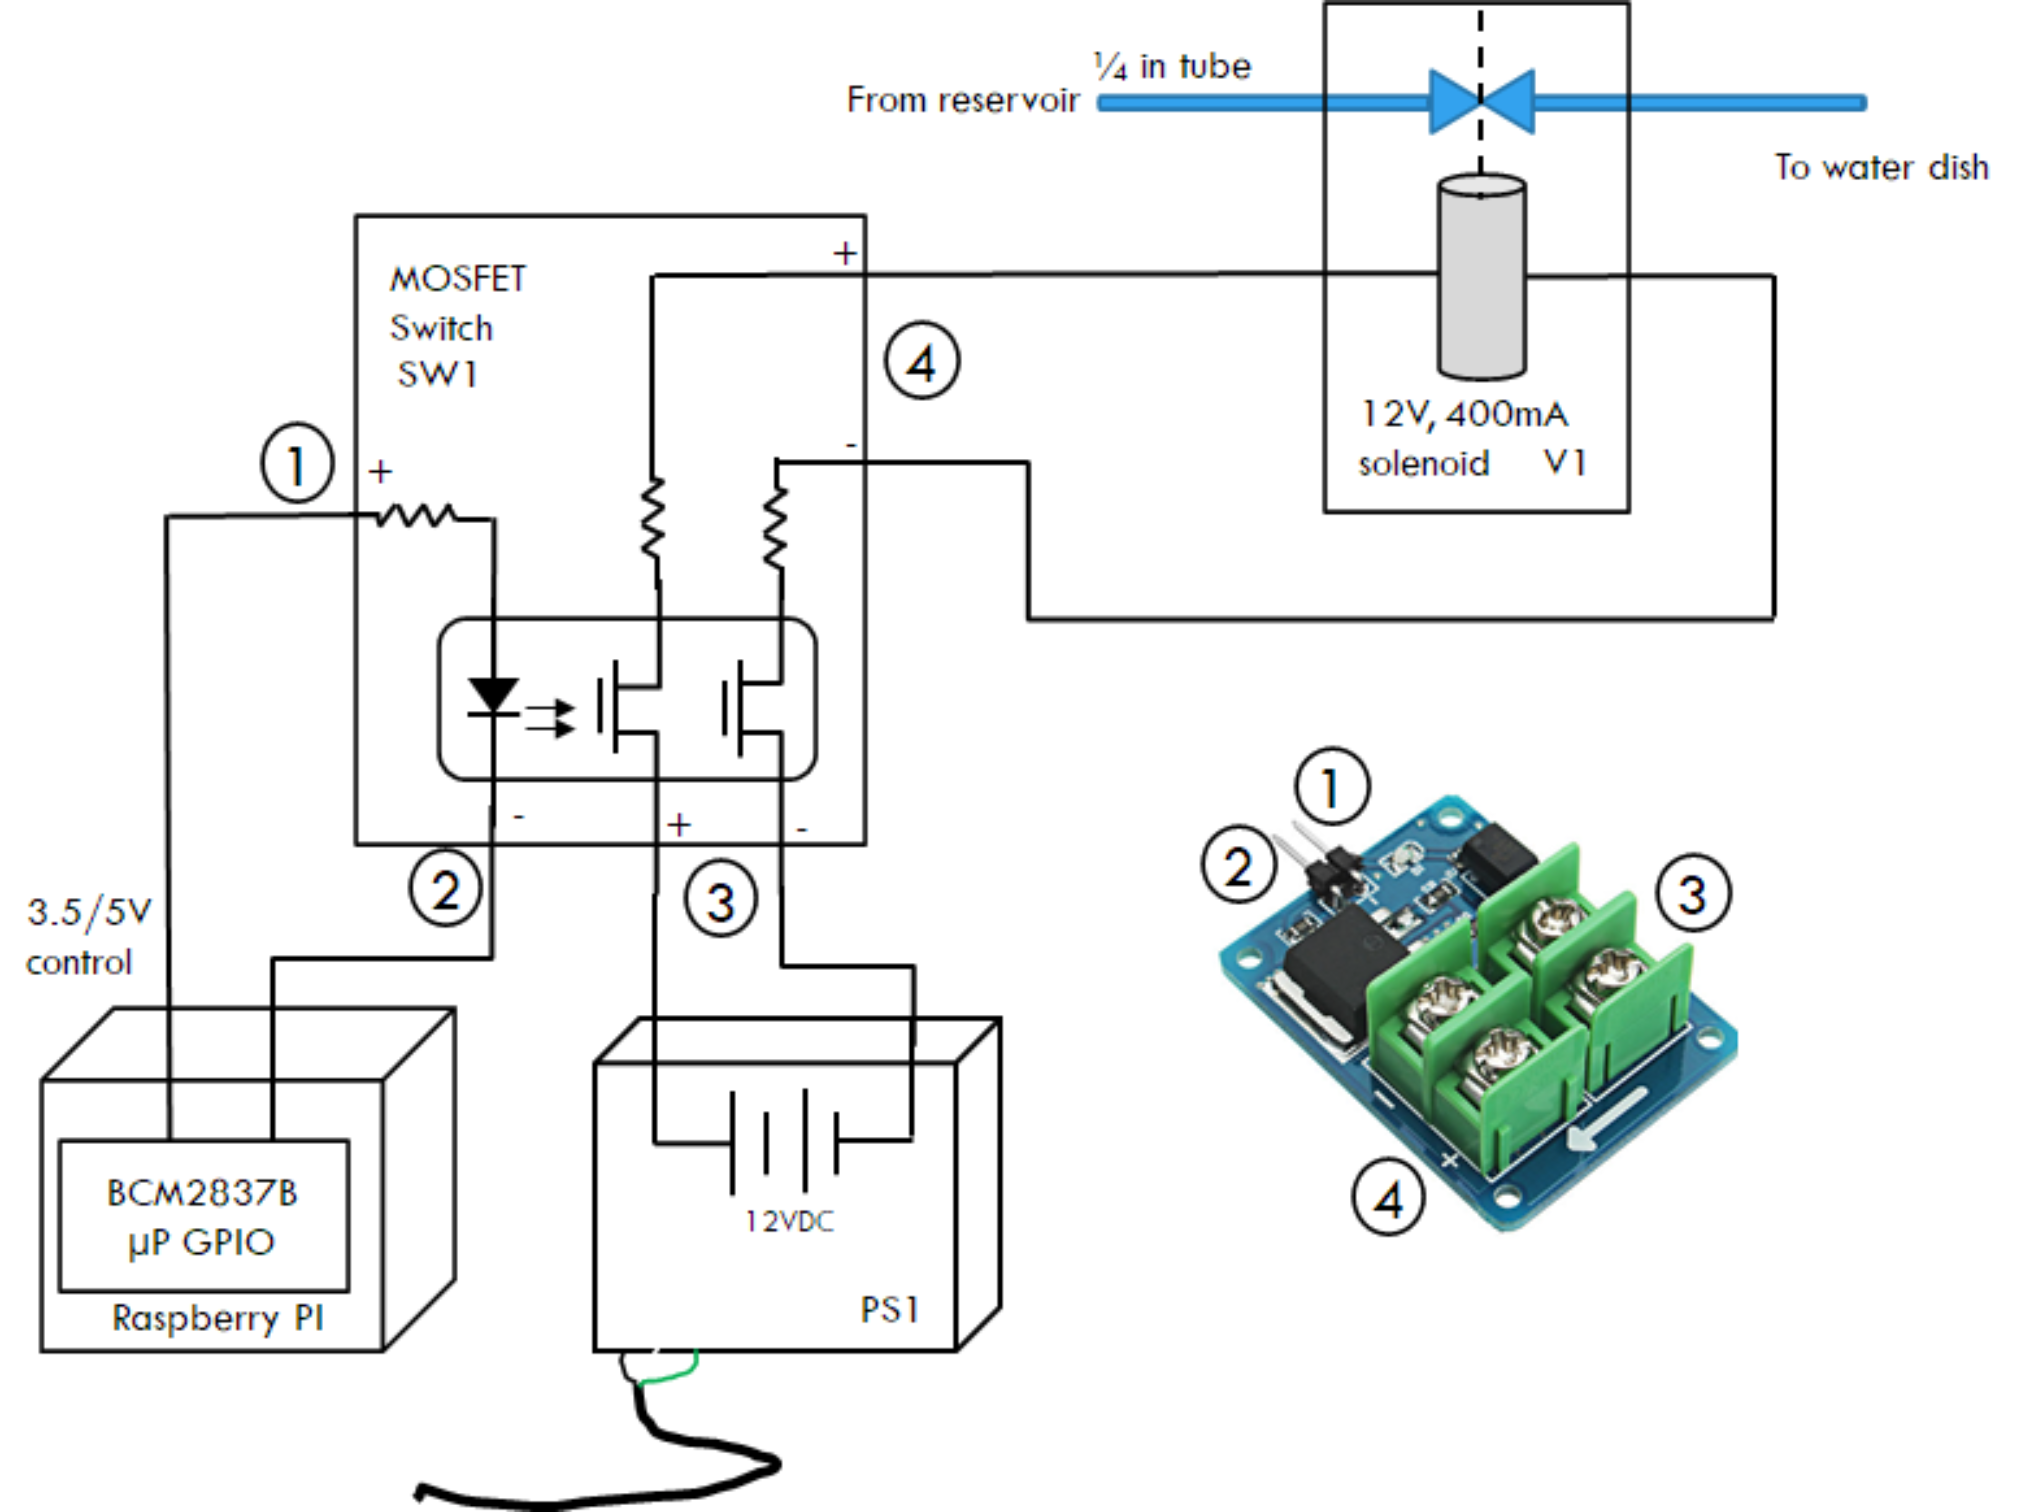 ¼ in tube
From reservoir
To water dish
+
MOSFET
Switch
SW1
4
12V, 400mA
solenoid V1
-
1
+
-
+
-
2
3
3.5/5V
control
1
2
3
-
+
4
BCM2837B
µP GPIO
Raspberry PI
12VDC
PS1